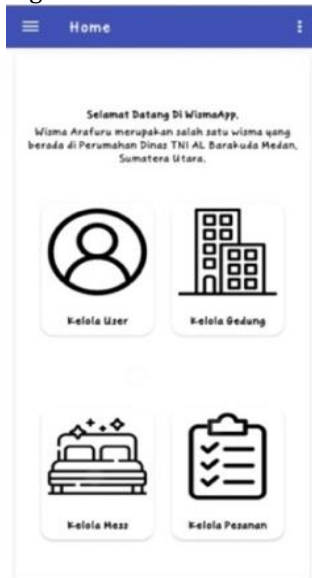 Home
Selamat Datang Di WismaApp.
Wisma Arafuru merupakan salah satu wisma yang
berada di Perumahan Dinas TNI AL Barakuda Medan,
Sumatera Utara.
Kelola User
Kelola Gedung
Kelola Mess
Kelola Pesanan